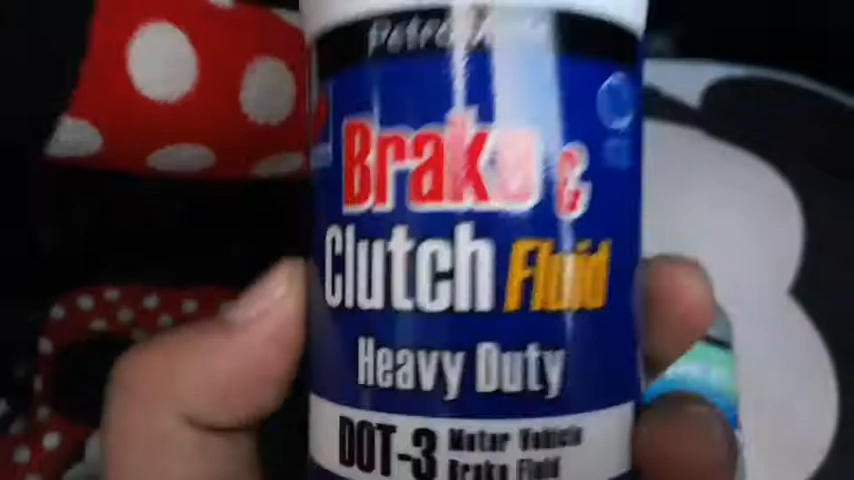 Brake &
Clutch Fluid
Heavy Duty
DOT-3 Motor Vehicle
Brake Fluid